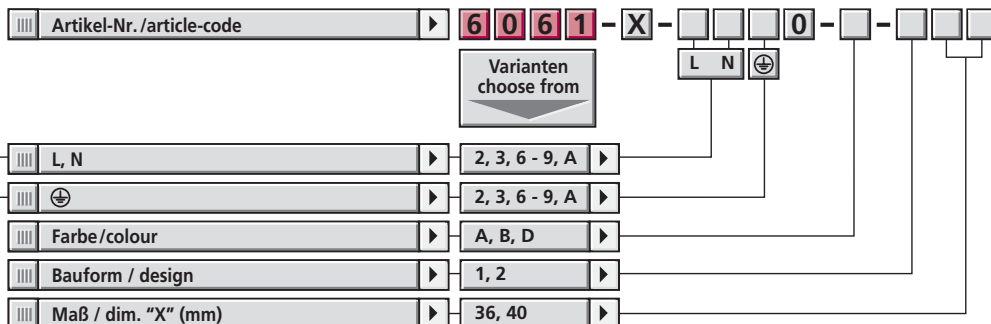 Artikel-Nr./article-code 6061-X- 0- -
Varianten
choose from
L N
L, N 2, 3, 6 - 9, A
2, 3, 6 - 9, A
Farbe/colour A, B, D
Bauform / design 1, 2
Maß / dim. “X” (mm) 36, 40